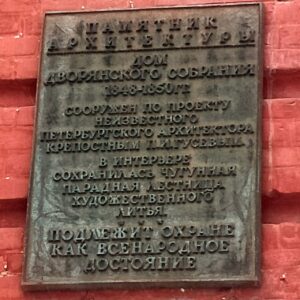 ПАМЯТНИК
АРХИТЕКТУРЫ
ДОМ
ДВОРЯНСКОГО СОБРАНИЯ
1848-1850 ГГ.
СООРУЖЕН ПО ПРОЕКТУ
НЕИЗВЕСТНОГО
ПЕТЕРБУРГСКОГО АРХИТЕКТОРА
КРЕПОСТНЫМ П.И. ГУСЕВЫМ.
В ИНТЕРЬЕРЕ
СОХРАНИЛАСЬ ЧУГУННАЯ
ПАРАДНАЯ ЛЕСТНИЦА
ХУДОЖЕСТВЕННОГО
ЛИТЬЯ.
ПОДЛЕЖИТ ОХРАНЕ
КАК ВСЕНАРОДНОЕ
ДОСТОЯНИЕ